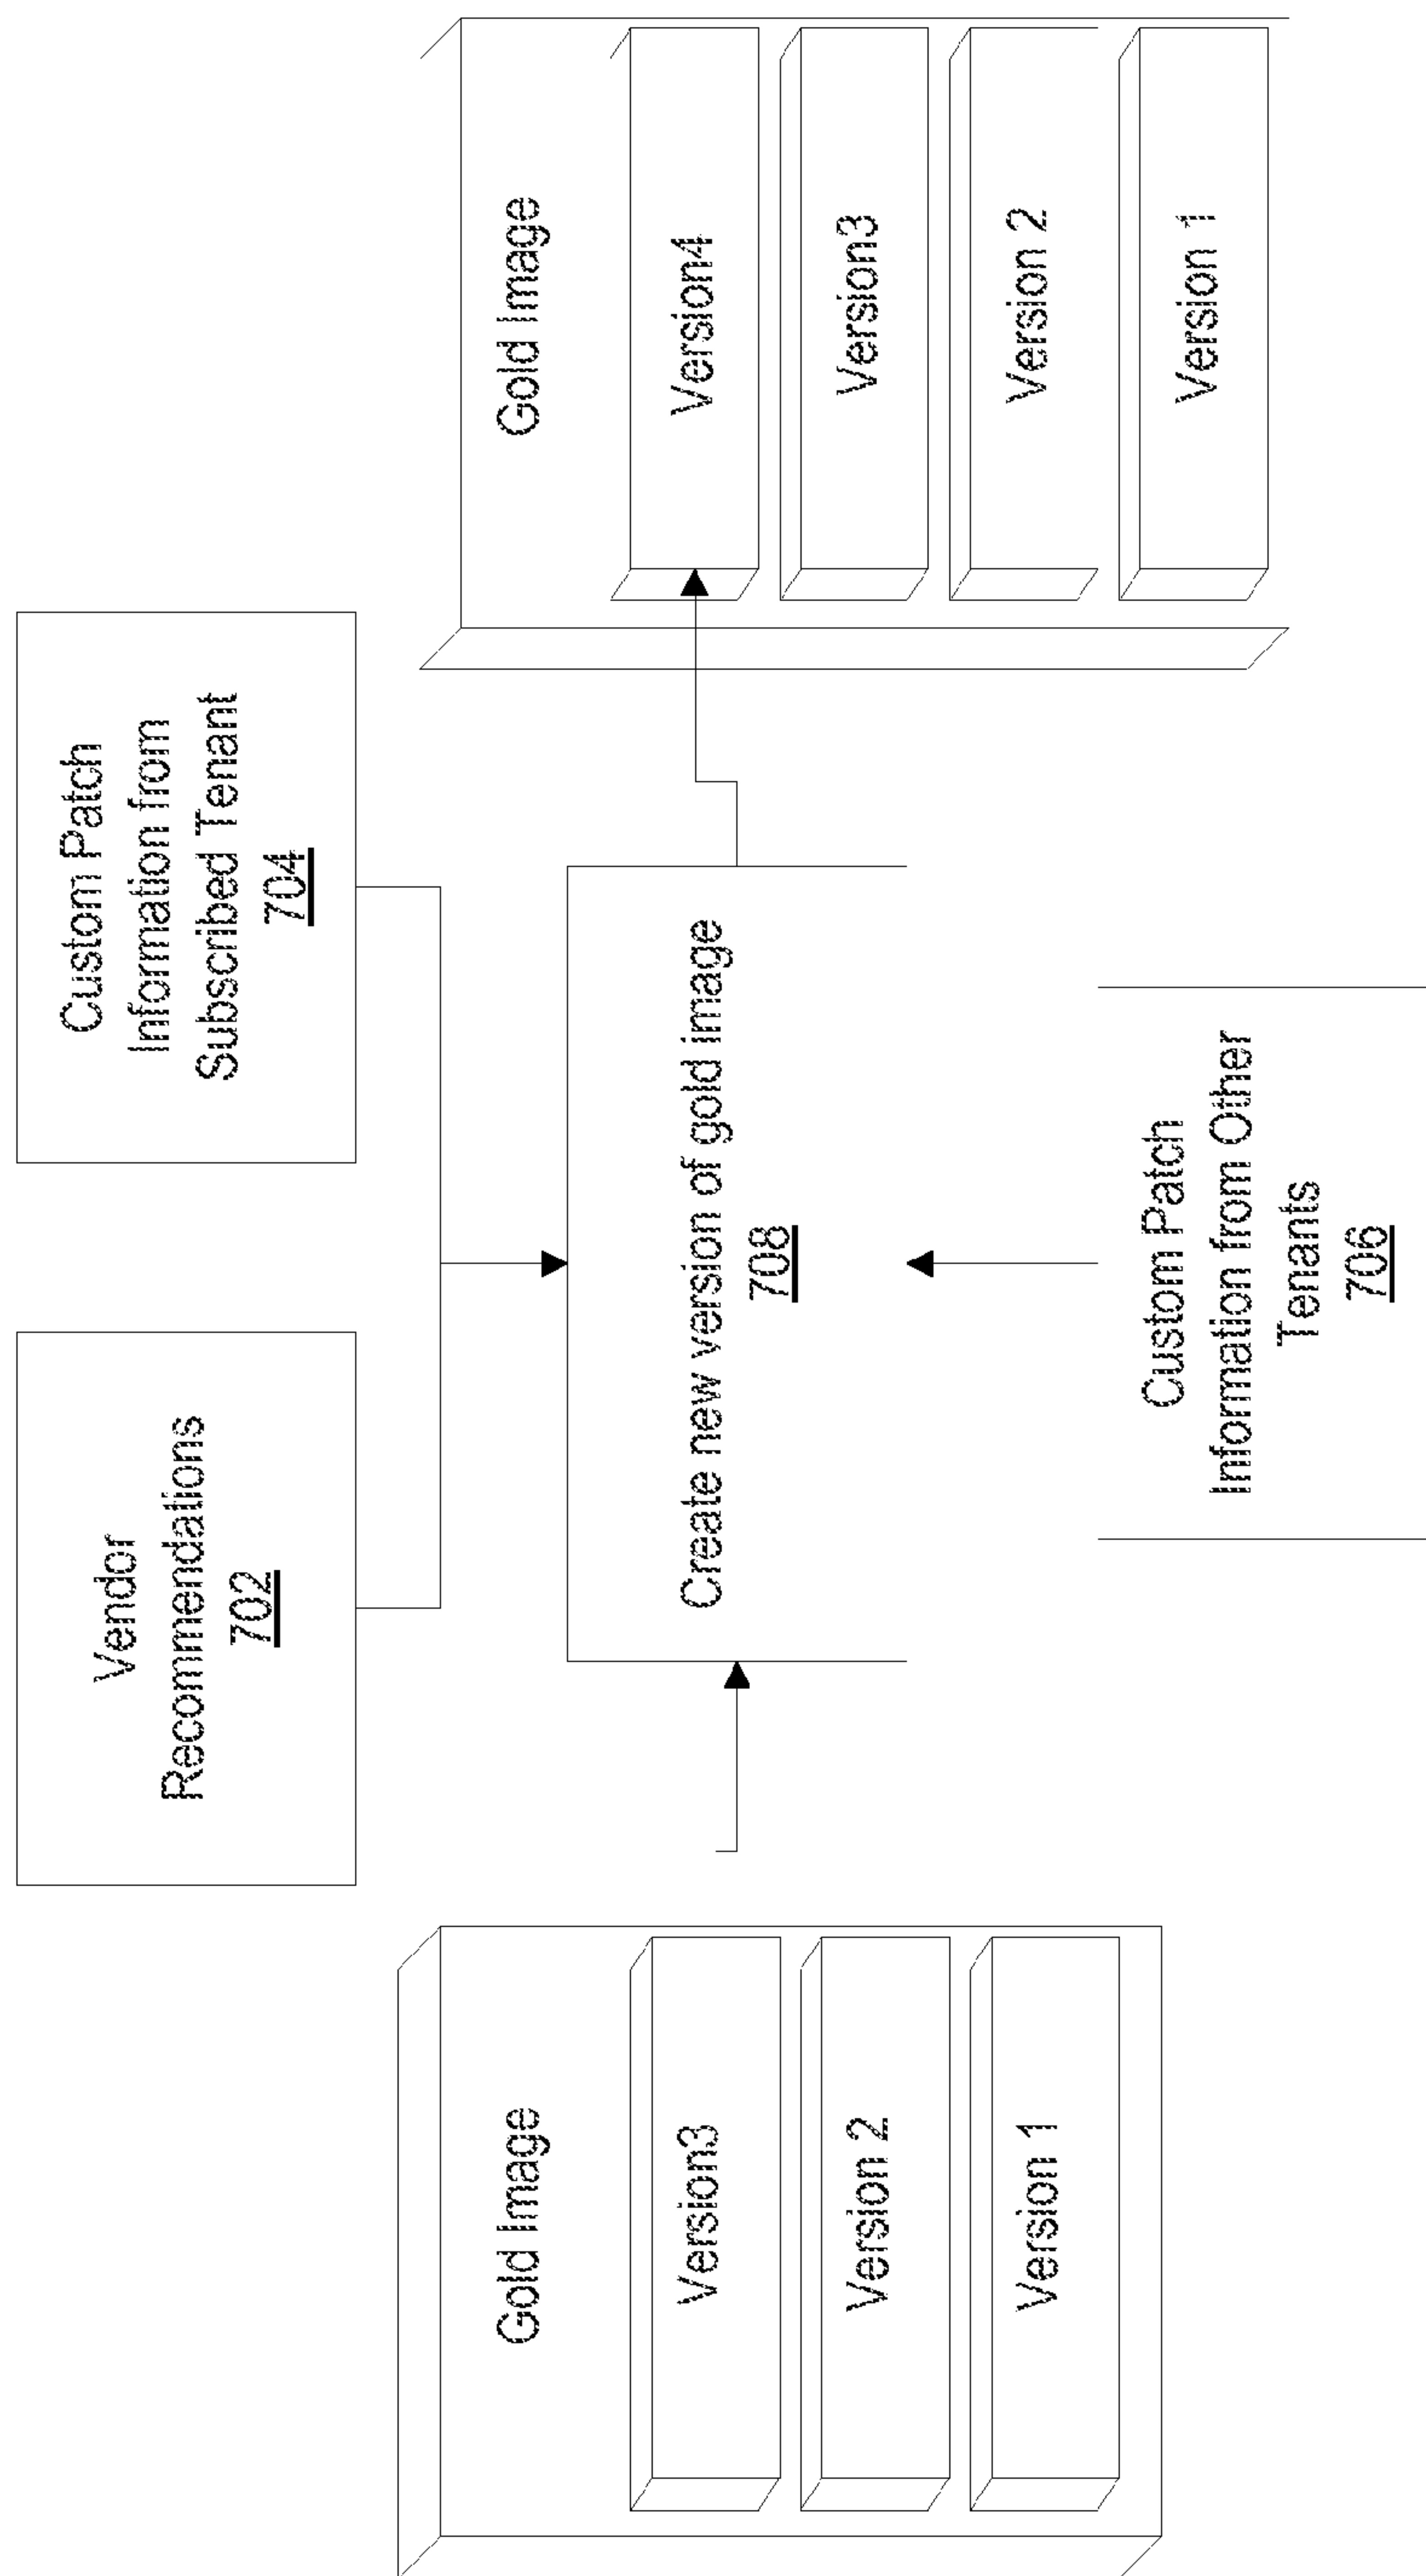 Vendor
Recommendations
702
Custom Patch
Information from
Subscribed Tenant
704
Gold Image
Version3
Version 2
Version 1
Create new version of gold image
708
Gold Image
Version4
Version3
Version 2
Version 1
Custom Patch
Information from Other
Tenants
706